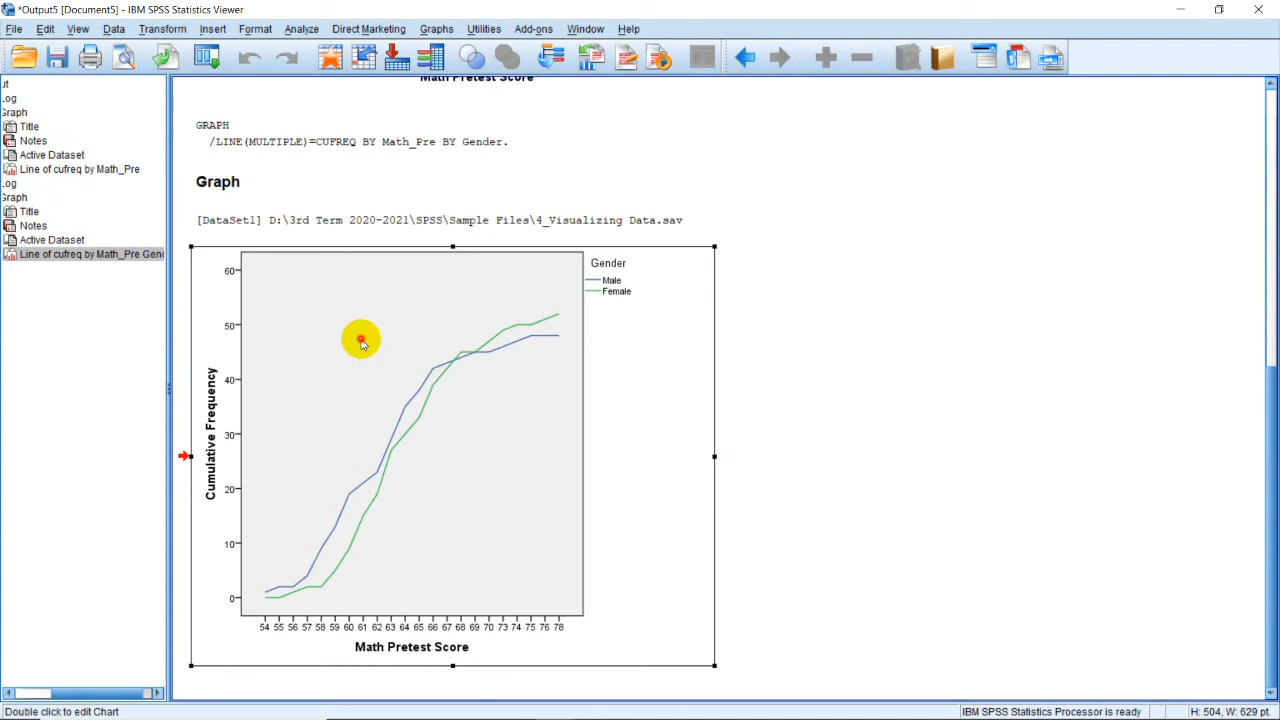 *Output5 [Document5] - IBM SPSS Statistics Viewer
File Edit View Data Transform Insert Format Direct Marketing Analyze Graphs Utilities Add-ons Window Help
ut
Log
Graph
Title
Notes
Active Dataset
Line of cufreq by Math_Pre
Log
Graph
Title
Notes
Active Dataset
Line of cufreq by Math_Pre Gend
Math Pretest Score
GRAPH
/LINE(MULTIPLE)=CUFREQ BY Math_Pre BY Gender.
Graph
[DataSet1] D:\3rd Term 2020-2021\SPSS\Sample Files\4_Visualizing Data.sav
Gender
Male
Female
Cumulative Frequency
60
50
40
30
20
10
0
54 55 56 57 58 59 60 61 62 63 64 65 66 67 68 69 70 73 74 75 76 78
Math Pretest Score
Double click to edit Chart
IBM SPSS Statistics Processor is ready
H: 504, W: 629 pt.